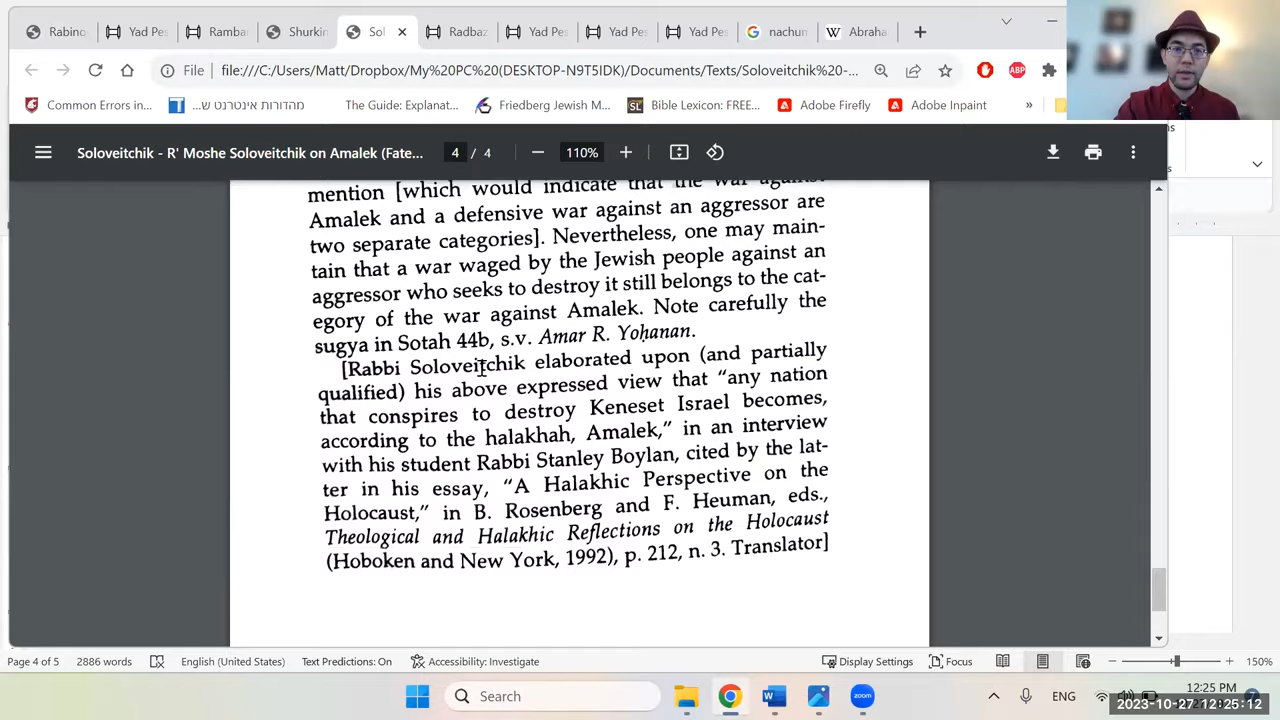 Rabino
Yad Pes
Ramba
Shurkin
Sol
Radba
Yad Pe
Yad Pe
Yad Pe
nachum
Abraha
File
file:///C:/Users/Matt/Dropbox/My%20PC%20(DESKTOP-N9T5IDK)/Documents/Texts/Soloveitchik%20-...
Common Errors in...
מהדורות אינטרנט ש...
The Guide: Explanat...
Friedberg Jewish M...
Bible Lexicon: FREE...
Adobe Firefly
Adobe Inpaint
»
Soloveitchik - R' Moshe Soloveitchik on Amalek (Fate...
4 / 4
110%
mention [which would indicate that the war against
Amalek and a defensive war against an aggressor are
two separate categories]. Nevertheless, one may main-
tain that a war waged by the Jewish people against an
aggressor who seeks to destroy it still belongs to the cat-
egory of the war against Amalek. Note carefully the
sugya in Sotah 44b, s.v. Amar R. Yoḥanan.
[Rabbi Soloveitchik elaborated upon (and partially
qualified) his above expressed view that "any nation
that conspires to destroy Keneset Israel becomes,
according to the halakhah, Amalek," in an interview
with his student Rabbi Stanley Boylan, cited by the lat-
ter in his essay, "A Halakhic Perspective on the
Holocaust," in B. Rosenberg and F. Heuman, eds.,
Theological and Halakhic Reflections on the Holocaust
(Hoboken and New York, 1992), p. 212, n. 3. Translator]
Page 4 of 5
2886 words
English (United States)
Text Predictions: On
Accessibility: Investigate
Display Settings
Focus
150%
Search
ENG
12:25 PM
2023-10-27 12:25:12